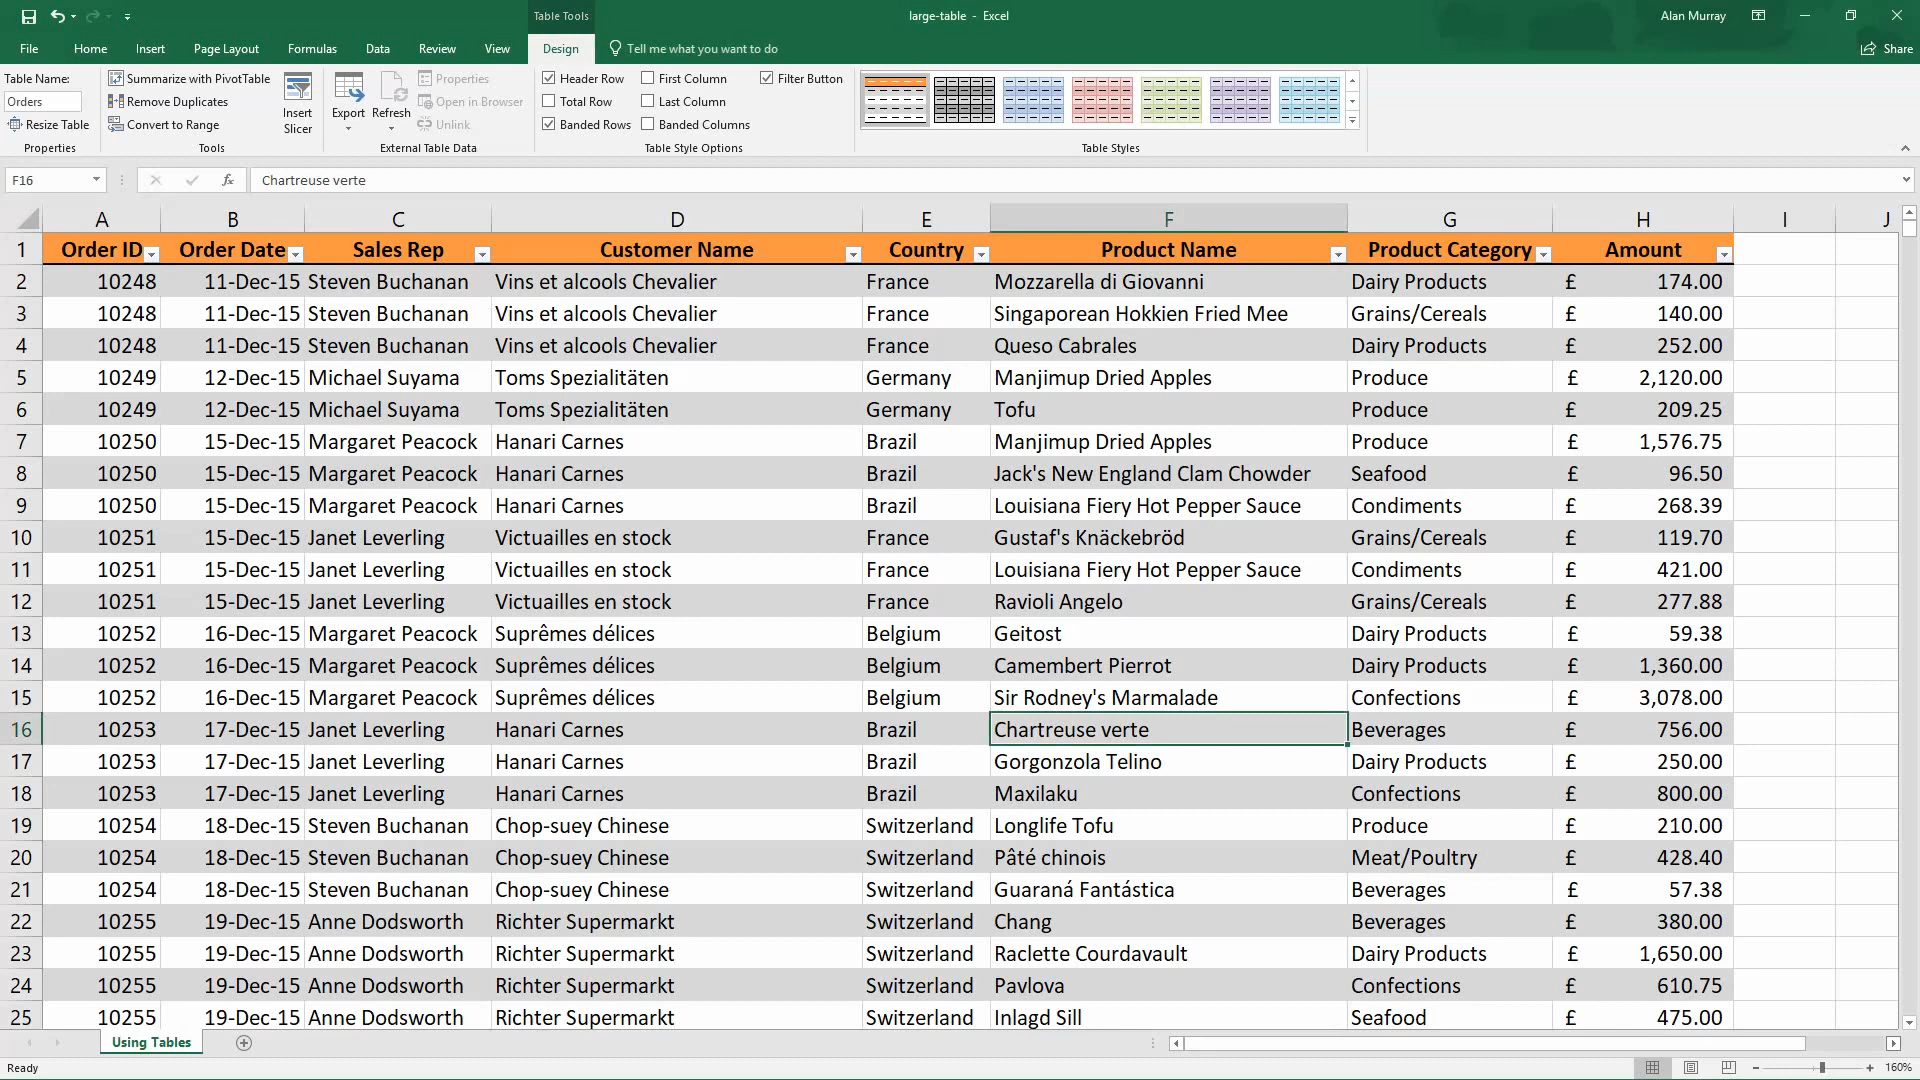 Table Tools
large-table - Excel
Alan Murray
File Home Insert Page Layout Formulas Data Review View Design Tell me what you want to do Share
Table Name: Summarize with PivotTable Properties Header Row First Column Filter Button
Orders Remove Duplicates Insert Slicer Export Refresh Open in Browser Total Row Last Column
Resize Table Convert to Range Unlink Banded Rows Banded Columns
Properties Tools External Table Data Table Style Options Table Styles
F16 fx Chartreuse verte
A B C D E F G H I J
1 Order ID Order Date Sales Rep Customer Name Country Product Name Product Category Amount
2 10248 11-Dec-15 Steven Buchanan Vins et alcools Chevalier France Mozzarella di Giovanni Dairy Products £ 174.00
3 10248 11-Dec-15 Steven Buchanan Vins et alcools Chevalier France Singaporean Hokkien Fried Mee Grains/Cereals £ 140.00
4 10248 11-Dec-15 Steven Buchanan Vins et alcools Chevalier France Queso Cabrales Dairy Products £ 252.00
5 10249 12-Dec-15 Michael Suyama Toms Spezialitäten Germany Manjimup Dried Apples Produce £ 2,120.00
6 10249 12-Dec-15 Michael Suyama Toms Spezialitäten Germany Tofu Produce £ 209.25
7 10250 15-Dec-15 Margaret Peacock Hanari Carnes Brazil Manjimup Dried Apples Produce £ 1,576.75
8 10250 15-Dec-15 Margaret Peacock Hanari Carnes Brazil Jack's New England Clam Chowder Seafood £ 96.50
9 10250 15-Dec-15 Margaret Peacock Hanari Carnes Brazil Louisiana Fiery Hot Pepper Sauce Condiments £ 268.39
10 10251 15-Dec-15 Janet Leverling Victuailles en stock France Gustaf's Knäckebröd Grains/Cereals £ 119.70
11 10251 15-Dec-15 Janet Leverling Victuailles en stock France Louisiana Fiery Hot Pepper Sauce Condiments £ 421.00
12 10251 15-Dec-15 Janet Leverling Victuailles en stock France Ravioli Angelo Grains/Cereals £ 277.88
13 10252 16-Dec-15 Margaret Peacock Suprêmes délices Belgium Geitost Dairy Products £ 59.38
14 10252 16-Dec-15 Margaret Peacock Suprêmes délices Belgium Camembert Pierrot Dairy Products £ 1,360.00
15 10252 16-Dec-15 Margaret Peacock Suprêmes délices Belgium Sir Rodney's Marmalade Confections £ 3,078.00
16 10253 17-Dec-15 Janet Leverling Hanari Carnes Brazil Chartreuse verte Beverages £ 756.00
17 10253 17-Dec-15 Janet Leverling Hanari Carnes Brazil Gorgonzola Telino Dairy Products £ 250.00
18 10253 17-Dec-15 Janet Leverling Hanari Carnes Brazil Maxilaku Confections £ 800.00
19 10254 18-Dec-15 Steven Buchanan Chop-suey Chinese Switzerland Longlife Tofu Produce £ 210.00
20 10254 18-Dec-15 Steven Buchanan Chop-suey Chinese Switzerland Pâté chinois Meat/Poultry £ 428.40
21 10254 18-Dec-15 Steven Buchanan Chop-suey Chinese Switzerland Guaraná Fantástica Beverages £ 57.38
22 10255 19-Dec-15 Anne Dodsworth Richter Supermarkt Switzerland Chang Beverages £ 380.00
23 10255 19-Dec-15 Anne Dodsworth Richter Supermarkt Switzerland Raclette Courdavault Dairy Products £ 1,650.00
24 10255 19-Dec-15 Anne Dodsworth Richter Supermarkt Switzerland Pavlova Confections £ 610.75
25 10255 19-Dec-15 Anne Dodsworth Richter Supermarkt Switzerland Inlagd Sill Seafood £ 475.00
Using Tables
Ready 160%